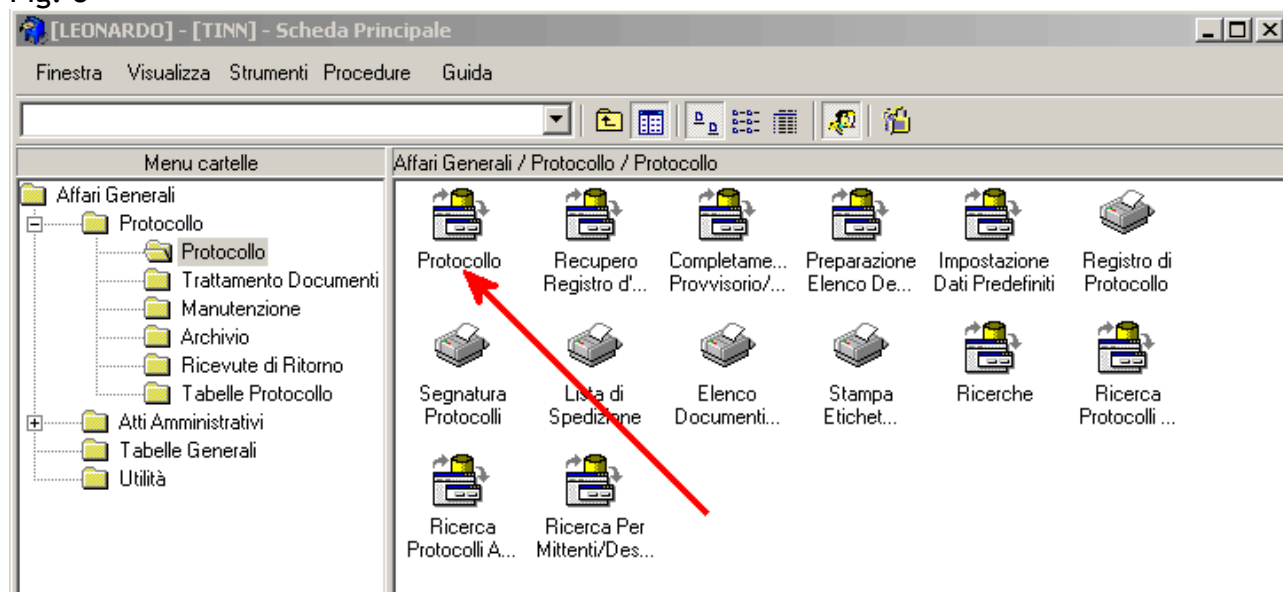 [LEONARDO] - [TINN] - Scheda Principale
Finestra Visualizza Strumenti Procedure Guida
Menu cartelle
Affari Generali / Protocollo / Protocollo
Affari Generali
Protocollo
Protocollo
Trattamento Documenti
Manutenzione
Archivio
Ricevute di Ritorno
Tabelle Protocollo
Atti Amministrativi
Tabelle Generali
Utilità
Protocollo
Recupero
Registro d'...
Completame...
Provvisorio/...
Preparazione
Elenco De...
Impostazione
Dati Predefiniti
Registro di
Protocollo
Segnatura
Protocolli
Lista di
Spedizione
Elenco
Documenti...
Stampa
Etichet...
Ricerche
Ricerca
Protocolli ...
Ricerca
Protocolli A...
Ricerca Per
Mittenti/Des...